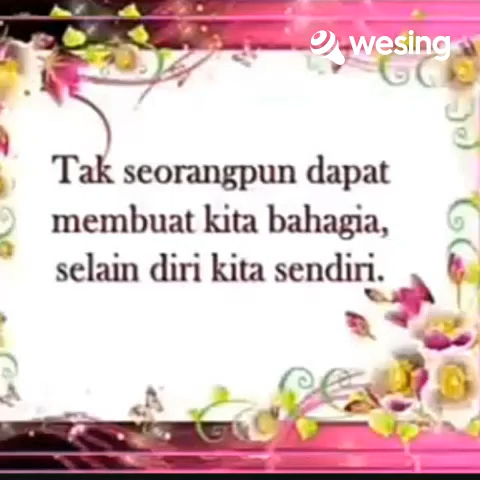 wesing
Tak seorangpun dapat
membuat kita bahagia,
selain diri kita sendiri.